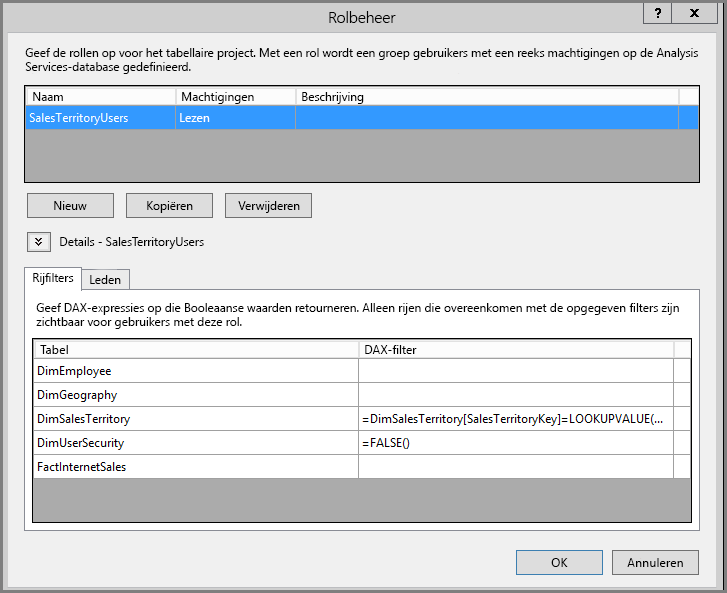 Rolbeheer
?
Geef de rollen op voor het tabellaire project. Met een rol wordt een groep gebruikers met een reeks machtigingen op de Analysis
Services-database gedefinieerd.
Naam Machtigingen Beschrijving
SalesTerritoryUsers Lezen
Nieuw Kopiëren Verwijderen
Details - SalesTerritoryUsers
Rijfilters Leden
Geef DAX-expressies op die Booleaanse waarden retourneren. Alleen rijen die overeenkomen met de opgegeven filters zijn
zichtbaar voor gebruikers met deze rol.
Tabel DAX-filter
DimEmployee
DimGeography
DimSalesTerritory =DimSalesTerritory[SalesTerritoryKey]=LOOKUPVALUE(...
DimUserSecurity =FALSE()
FactInternetSales
OK Annuleren